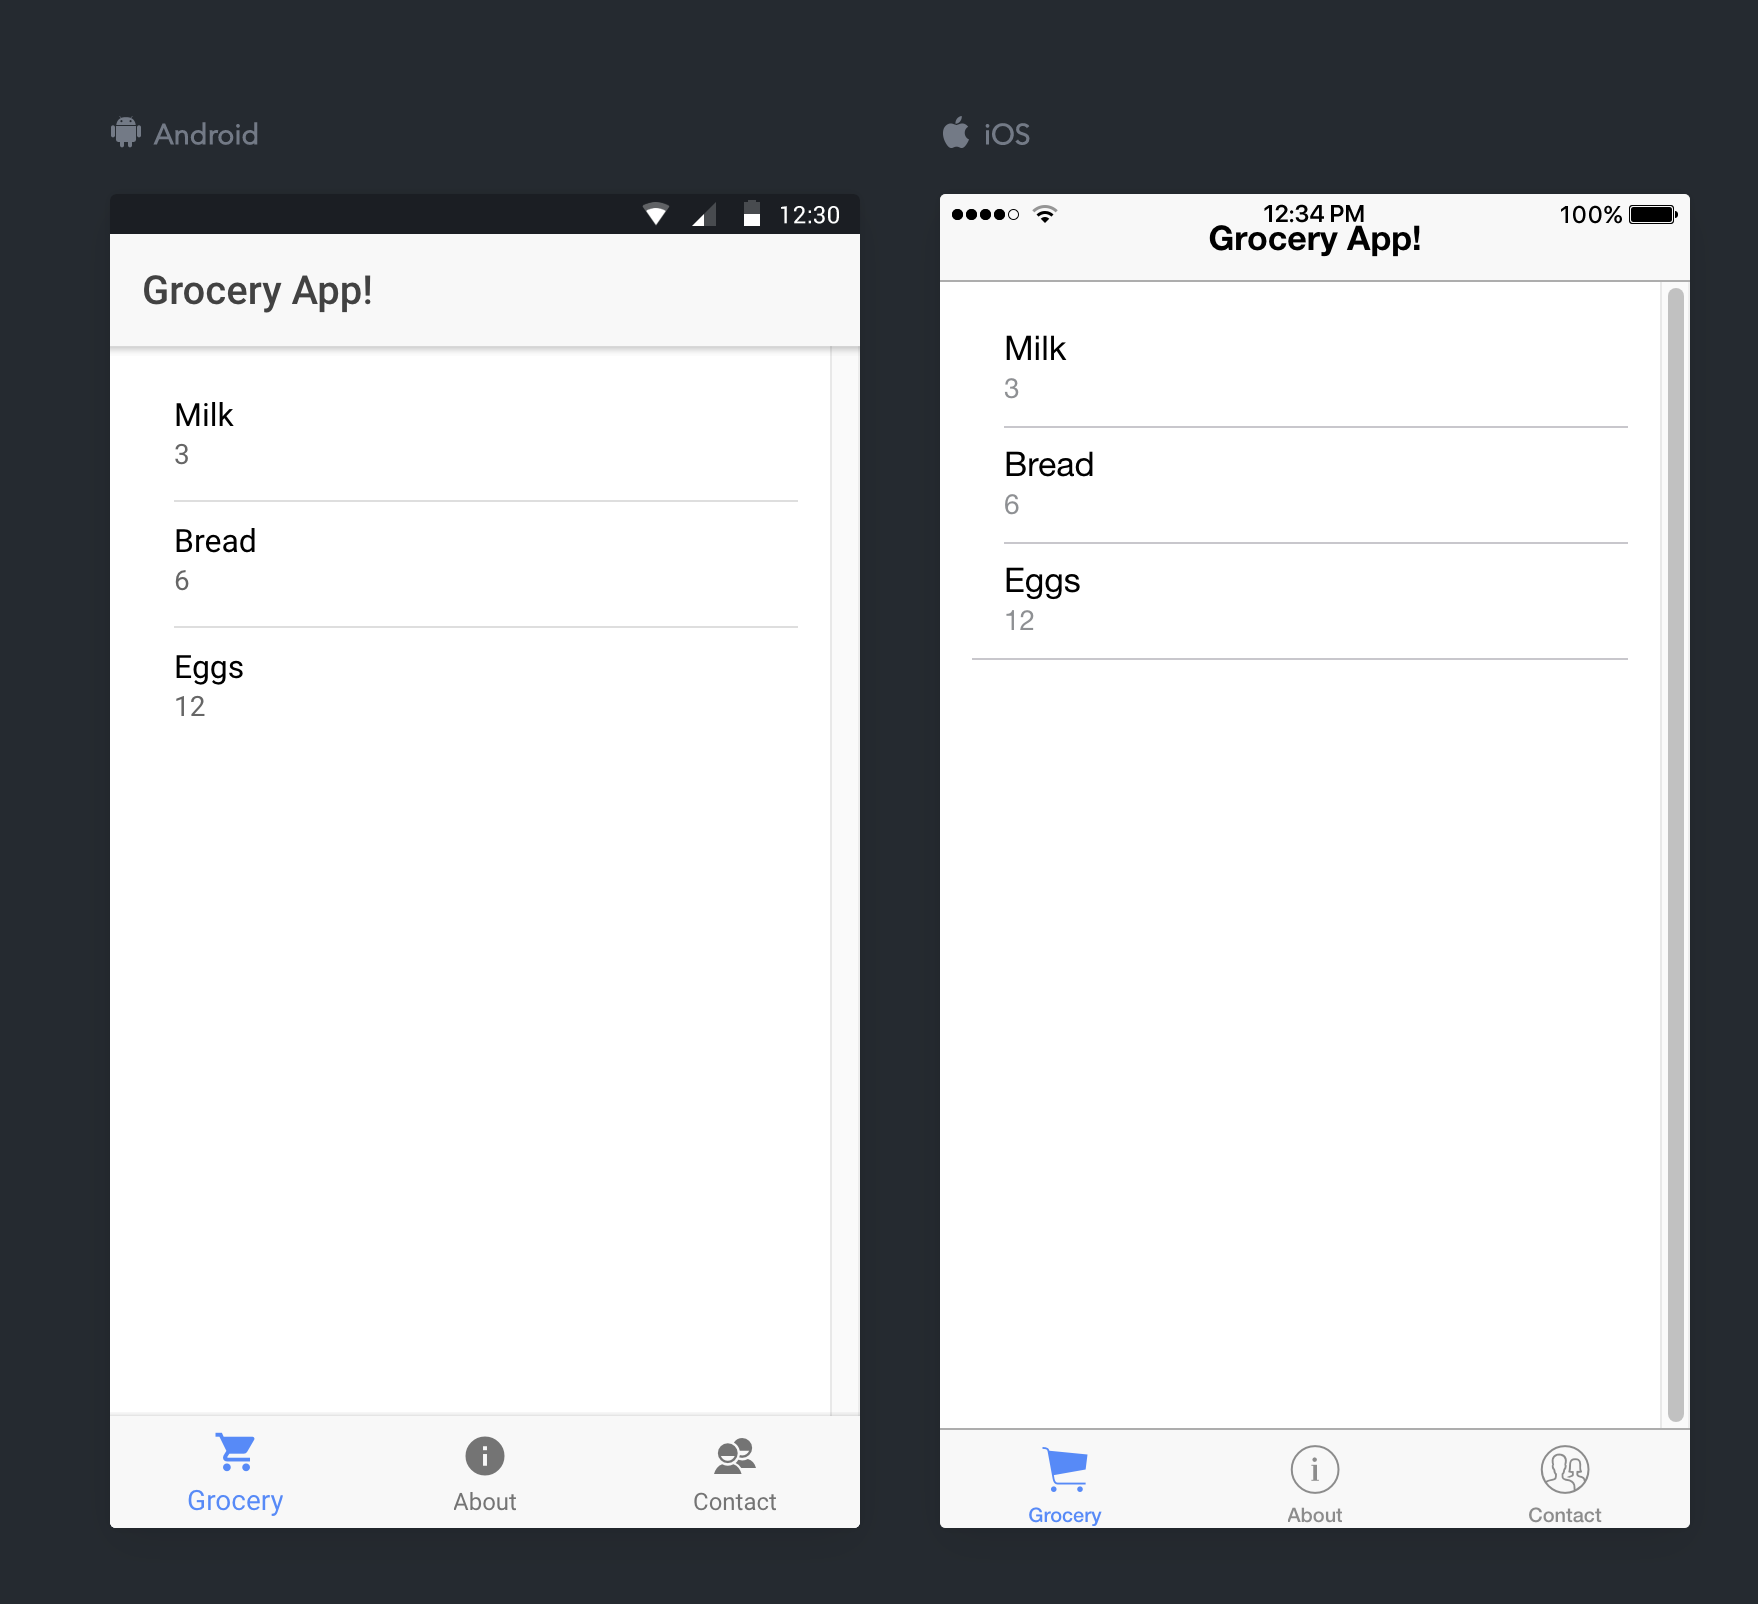 Android
12:30
Grocery App!
Milk
3
Bread
6
Eggs
12
Grocery
About
Contact
iOS
12:34 PM
100%
Grocery App!
Milk
3
Bread
6
Eggs
12
Grocery
About
Contact